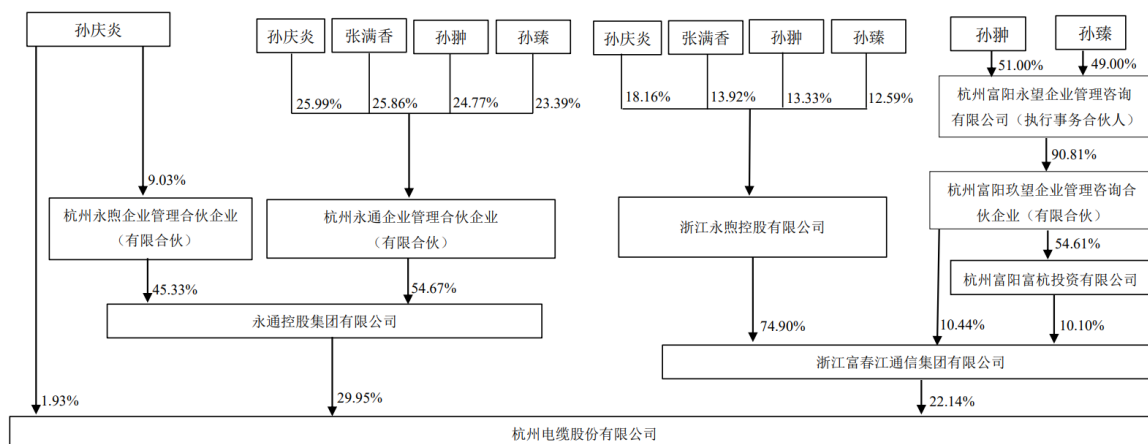 孙庆炎
孙庆炎 张满香 孙翀 孙臻
孙庆炎 张满香 孙翀 孙臻
孙翀 孙臻
25.99% 25.86% 24.77% 23.39%
18.16% 13.92% 13.33% 12.59%
51.00% 49.00%
杭州富阳永望企业管理咨询
有限公司（执行事务合伙人）
90.81%
9.03%
杭州永煦企业管理合伙企业
（有限合伙）
杭州永通企业管理合伙企业
（有限合伙）
浙江永煦控股有限公司
杭州富阳玖望企业管理咨询合
伙企业（有限合伙）
54.61%
杭州富阳富杭投资有限公司
45.33% 54.67%
永通控股集团有限公司
74.90% 10.44% 10.10%
浙江富春江通信集团有限公司
1.93% 29.95% 22.14%
杭州电缆股份有限公司